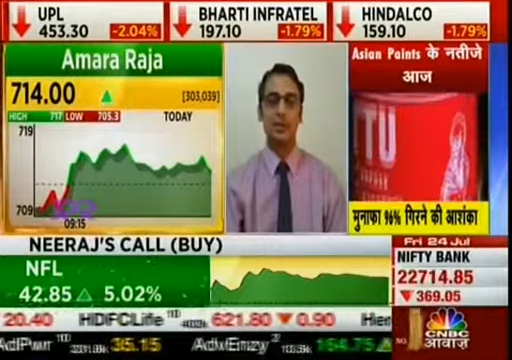 UPL
453.30 -2.04%
BHARTI INFRATEL
197.10 -1.79%
HINDALCO
159.10 -1.79%
Amara Raja
714.00 [303,039]
HIGH 717 LOW 705.3 TODAY
719
709
09:15
Asian Paints के नतीजे
आज
TU
मुनाफा 96% गिरने की आशंका
NEERAJ'S CALL (BUY)
NFL
42.85 5.02%
Fri 24 Jul
NIFTY BANK
22714.85
369.05
20.40 HDFCLife 621.80 0.90
35.15
CNBC
आवाज़
NO.1